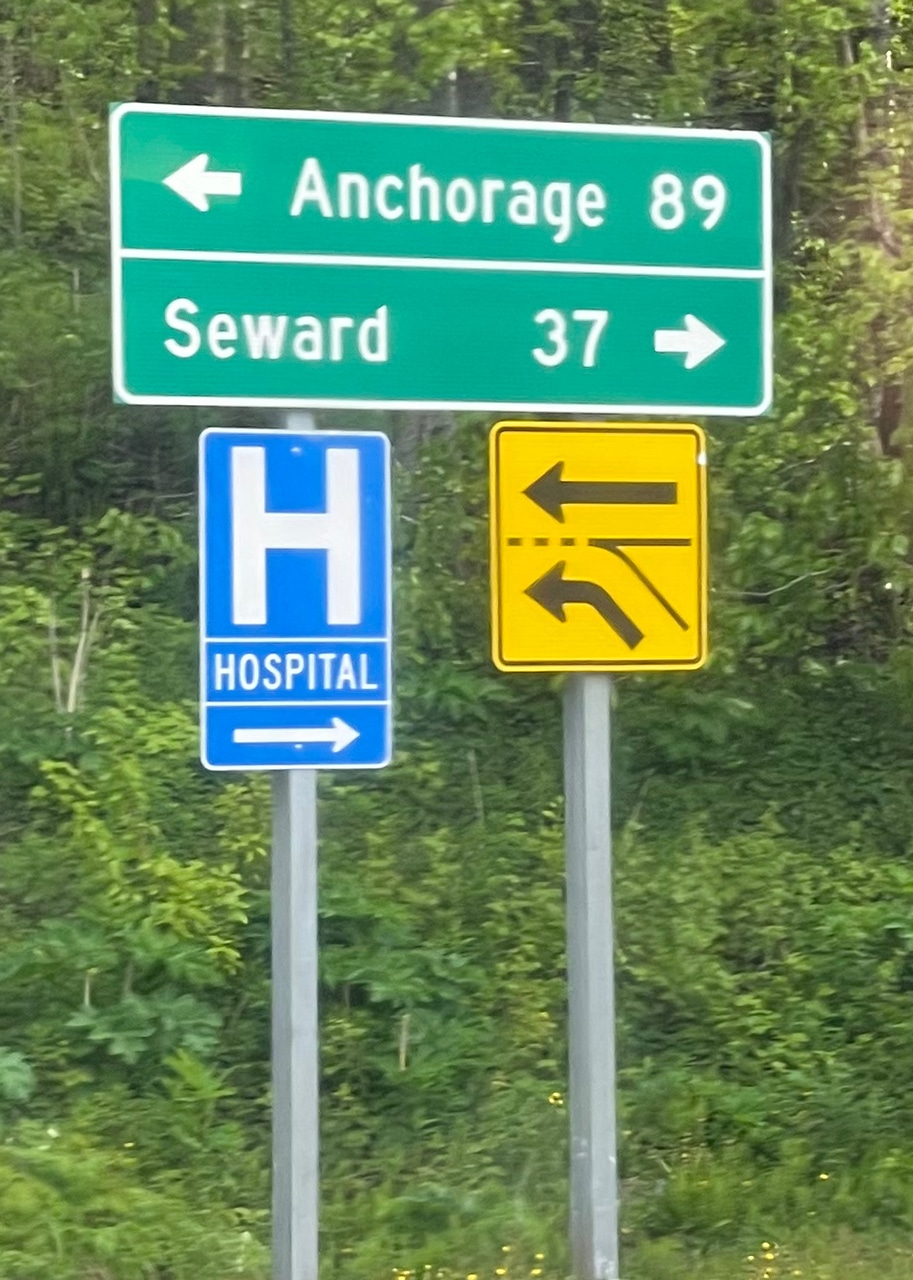 Anchorage 89
Seward 37
H
HOSPITAL